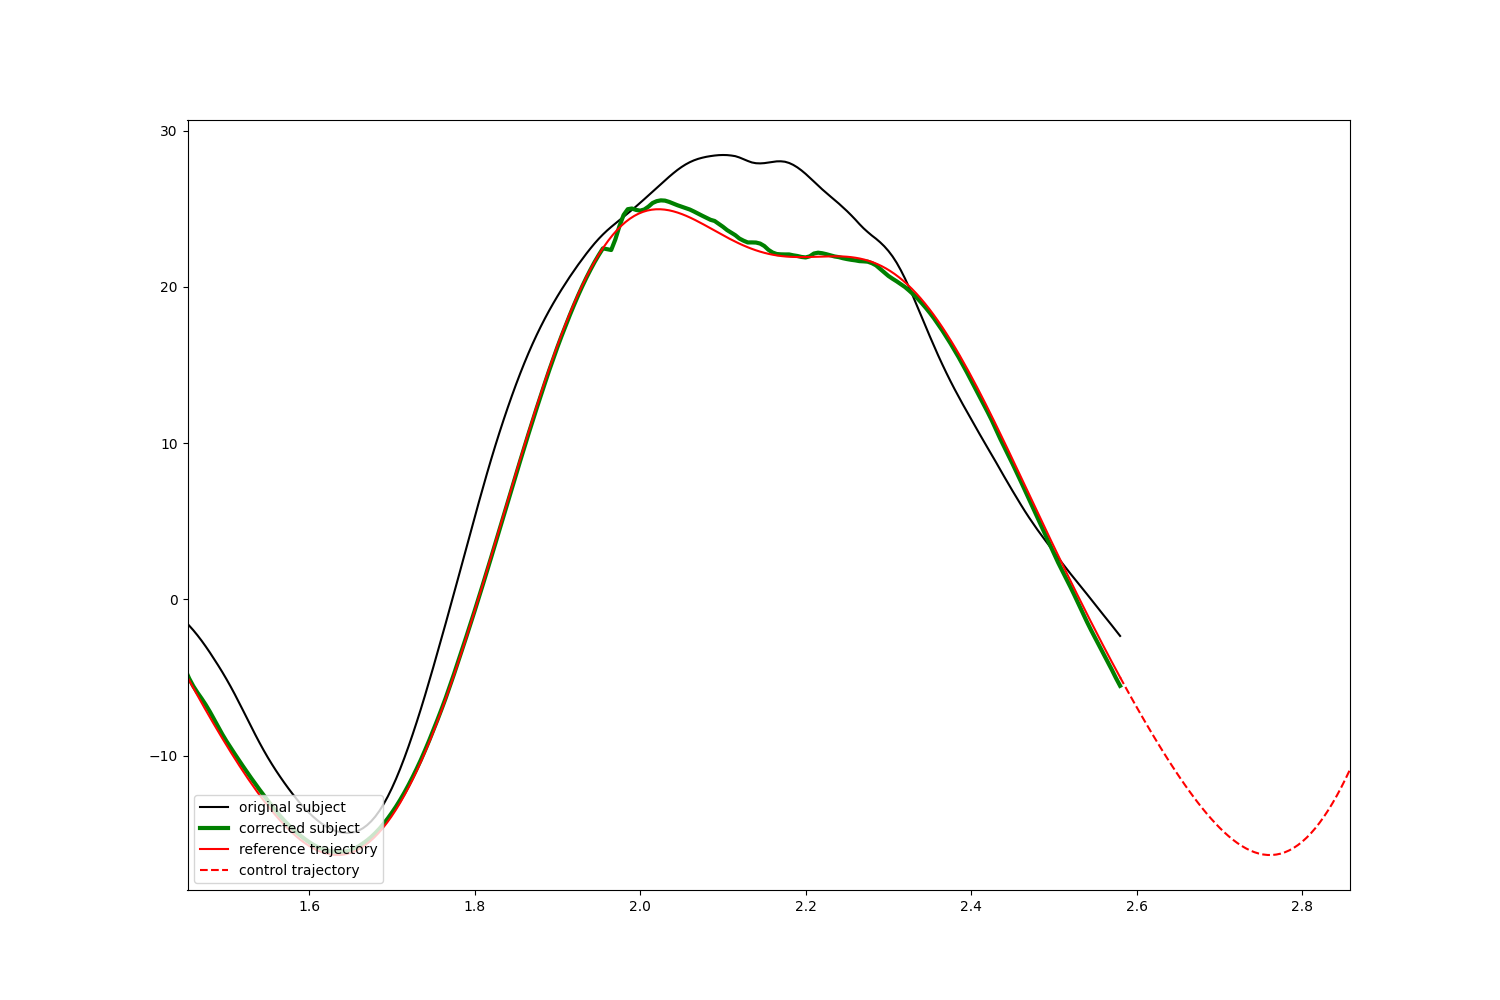 30
20
10
0
−10
1.6 1.8 2.0 2.2 2.4 2.6 2.8
original subject
corrected subject
reference trajectory
control trajectory